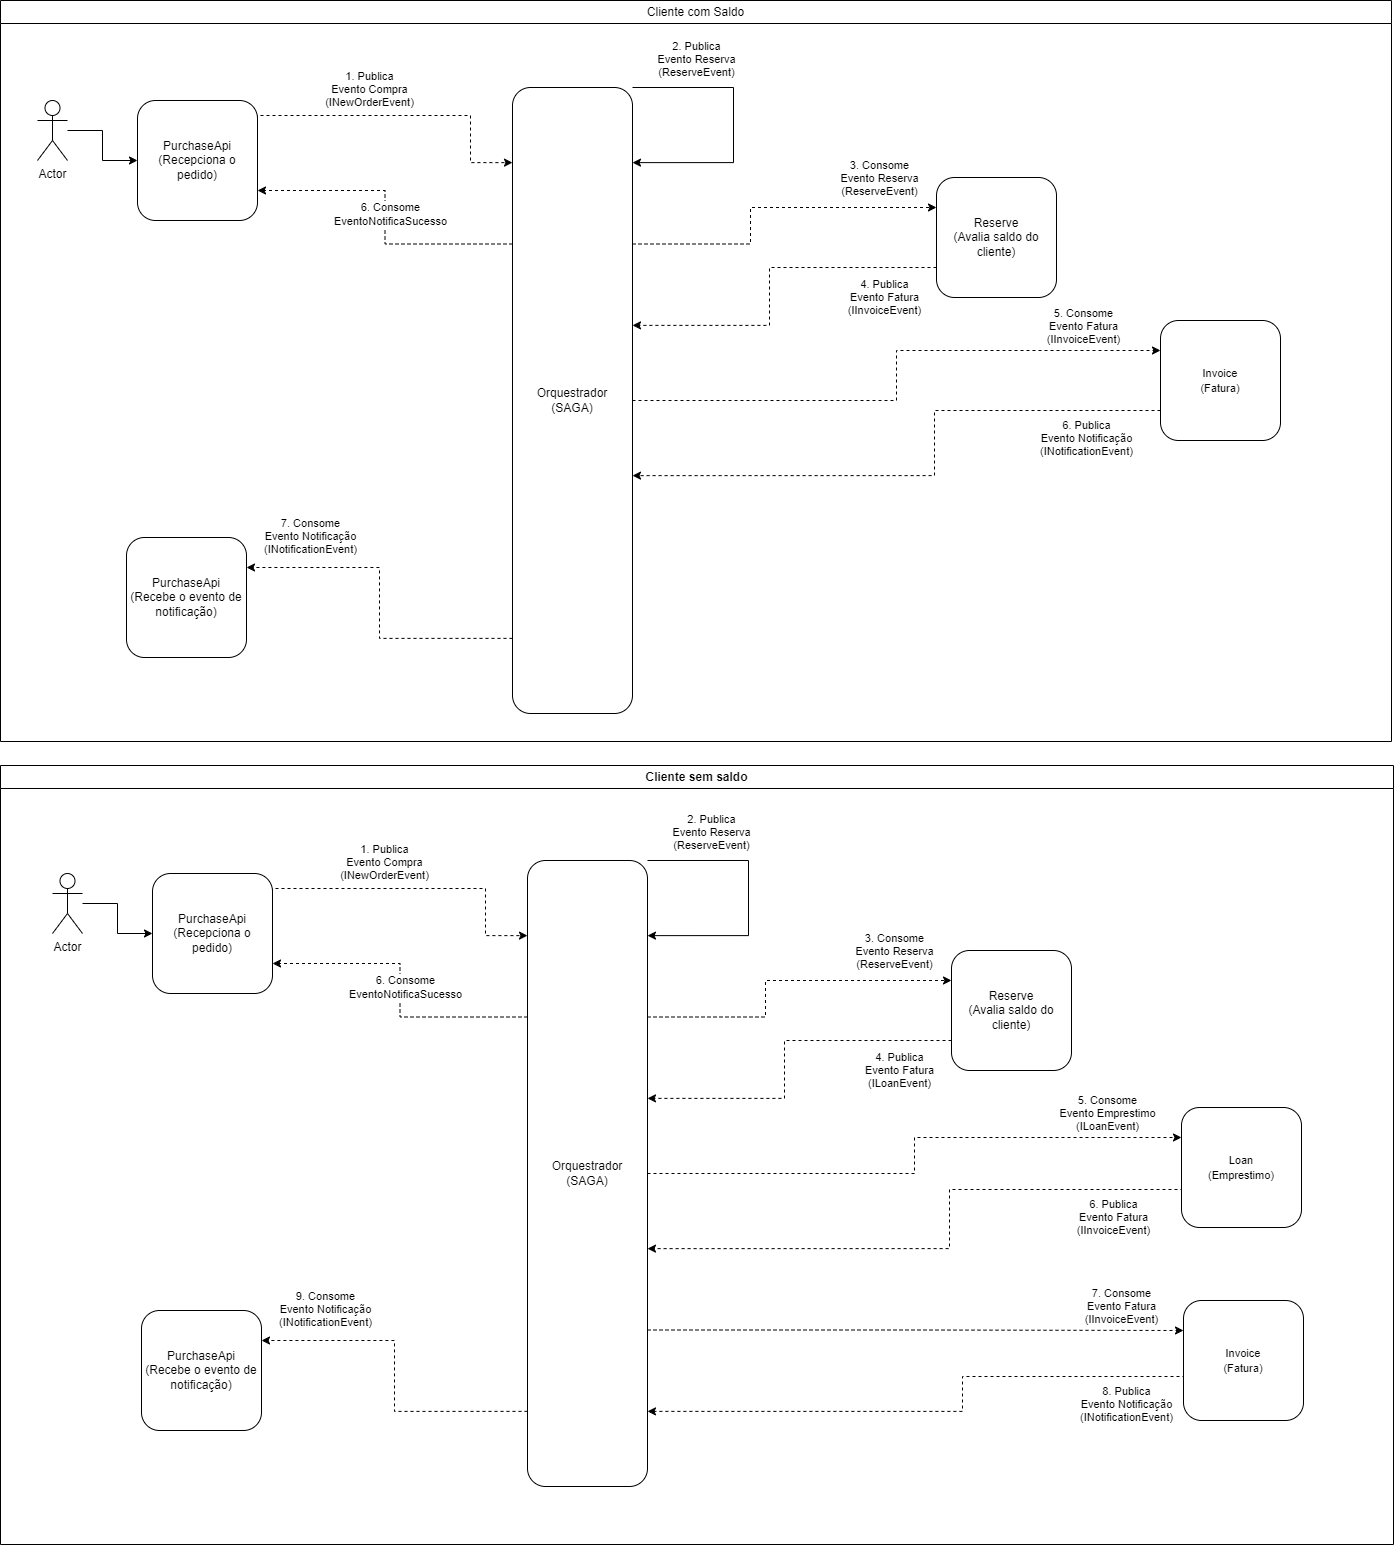 Cliente com Saldo
2. Publica
Evento Reserva
(ReserveEvent)
1. Publica
Evento Compra
(INewOrderEvent)
Actor
PurchaseApi
(Recepciona o
pedido)
6. Consome
EventoNotificaSucesso
3. Consome
Evento Reserva
(ReserveEvent)
Reserve
(Avalia saldo do
cliente)
4. Publica
Evento Fatura
(IInvoiceEvent)
5. Consome
Evento Fatura
(IInvoiceEvent)
Invoice
(Fatura)
Orquestrador
(SAGA)
6. Publica
Evento Notificação
(INotificationEvent)
7. Consome
Evento Notificação
(INotificationEvent)
PurchaseApi
(Recebe o evento de
notificação)
Cliente sem saldo
2. Publica
Evento Reserva
(ReserveEvent)
1. Publica
Evento Compra
(INewOrderEvent)
Actor
PurchaseApi
(Recepciona o
pedido)
6. Consome
EventoNotificaSucesso
3. Consome
Evento Reserva
(ReserveEvent)
Reserve
(Avalia saldo do
cliente)
4. Publica
Evento Fatura
(ILoanEvent)
5. Consome
Evento Emprestimo
(ILoanEvent)
Loan
(Emprestimo)
Orquestrador
(SAGA)
6. Publica
Evento Fatura
(IInvoiceEvent)
9. Consome
Evento Notificação
(INotificationEvent)
7. Consome
Evento Fatura
(IInvoiceEvent)
PurchaseApi
(Recebe o evento de
notificação)
Invoice
(Fatura)
8. Publica
Evento Notificação
(INotificationEvent)